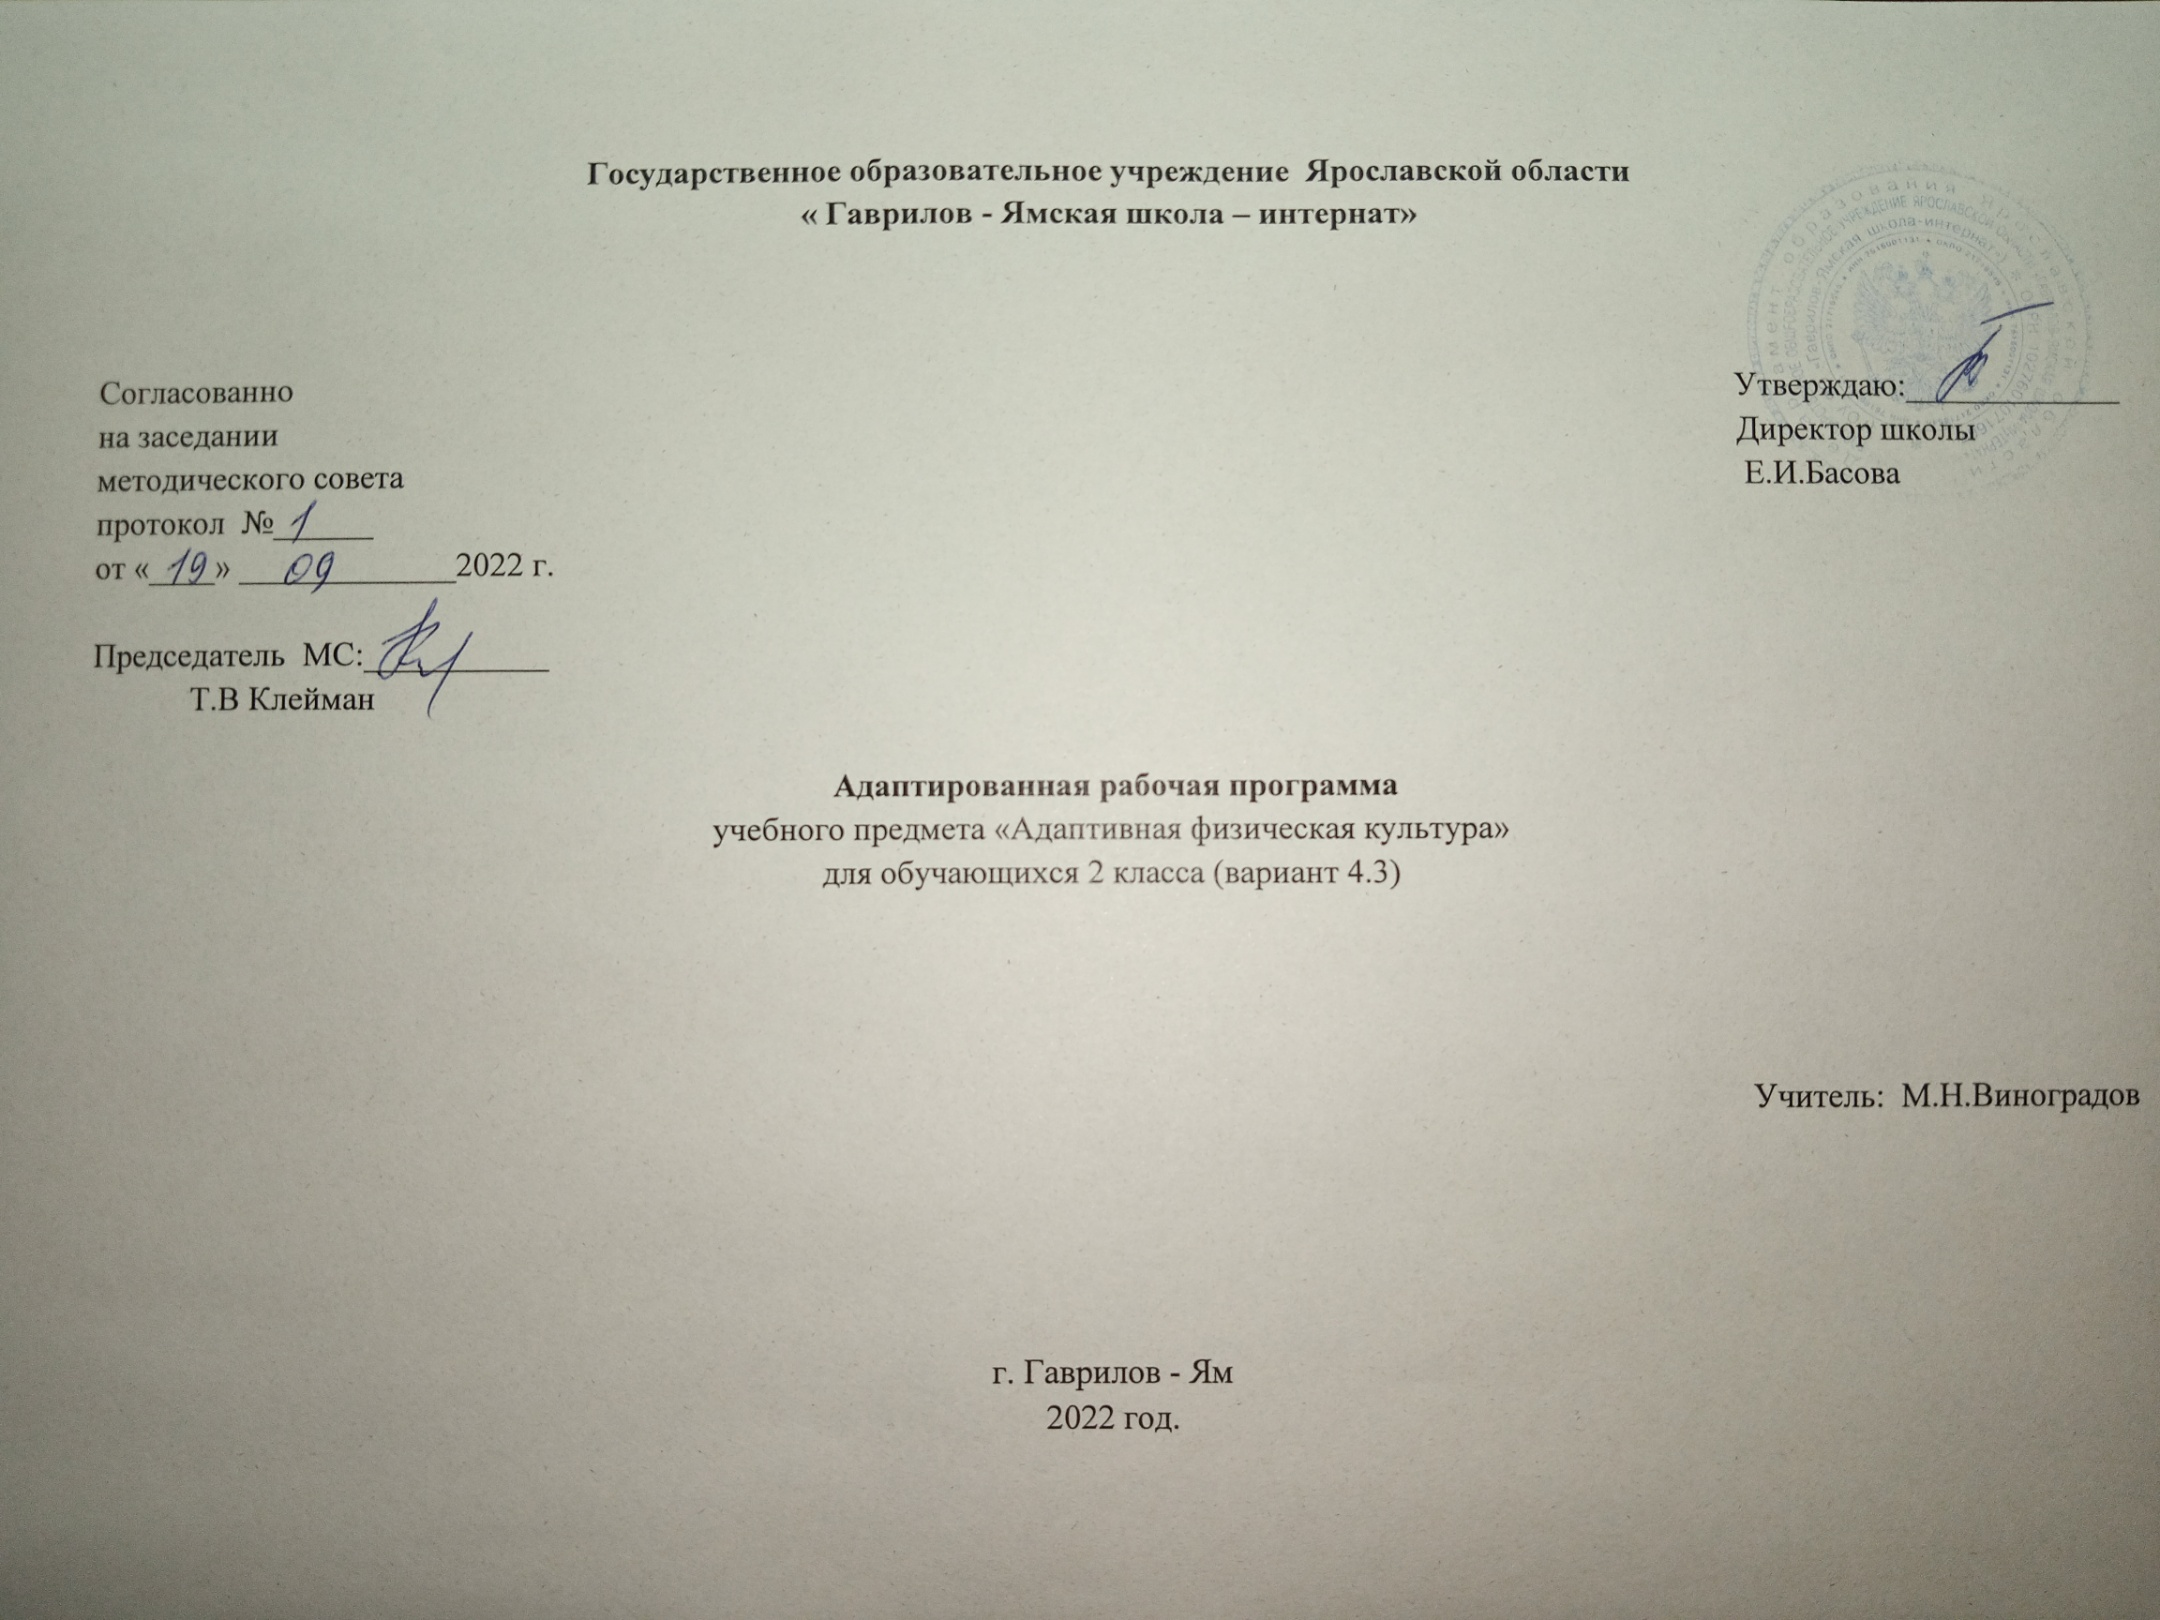 Государственное образовательное учреждение Ярославской области
« Гаврилов - Ямская школа – интернат»
Согласованно
на заседании
методического совета
протокол №1
от «19» 09 2022 г.
Председатель МС:
Т.В Клейман
Утверждаю:
Директор школы
Е.И.Басова
Адаптированная рабочая программа
учебного предмета «Адаптивная физическая культура»
для обучающихся 2 класса (вариант 4.3)
Учитель: М.Н.Виноградов
г. Гаврилов - Ям
2022 год.